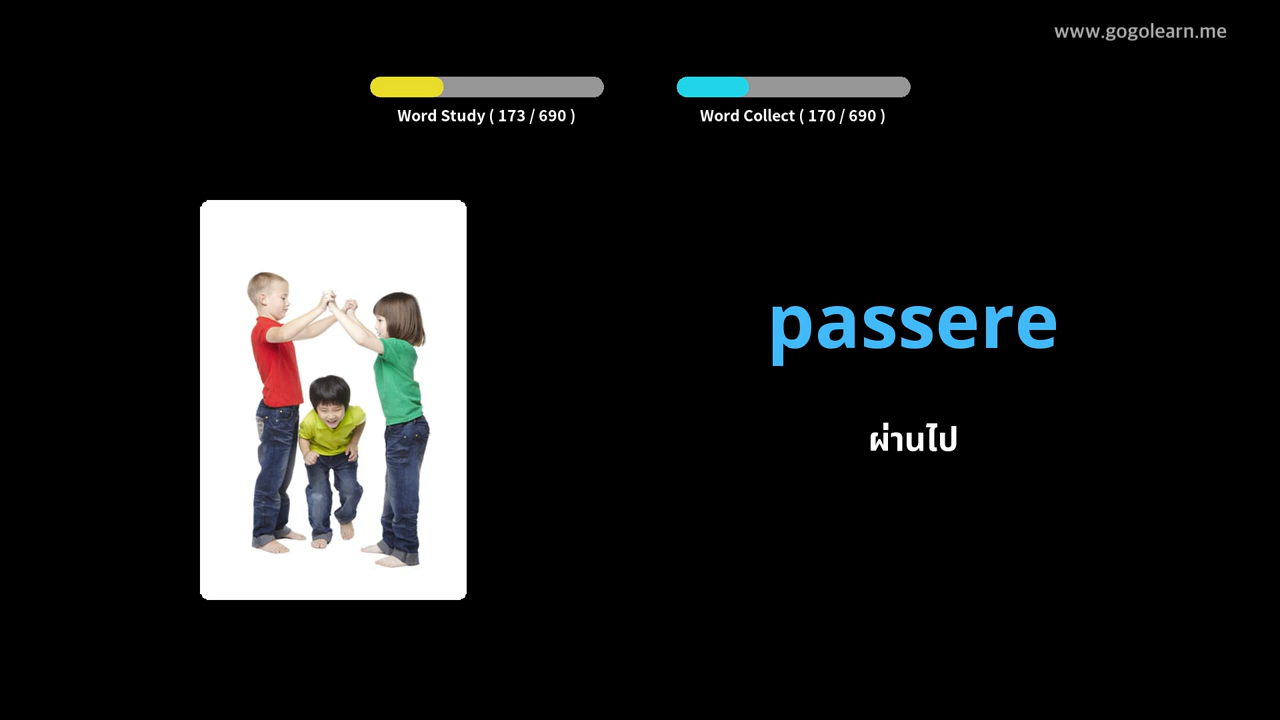 www.gogolearn.me
Word Study ( 173 / 690 )
Word Collect ( 170 / 690 )
passere
ผ่านไป